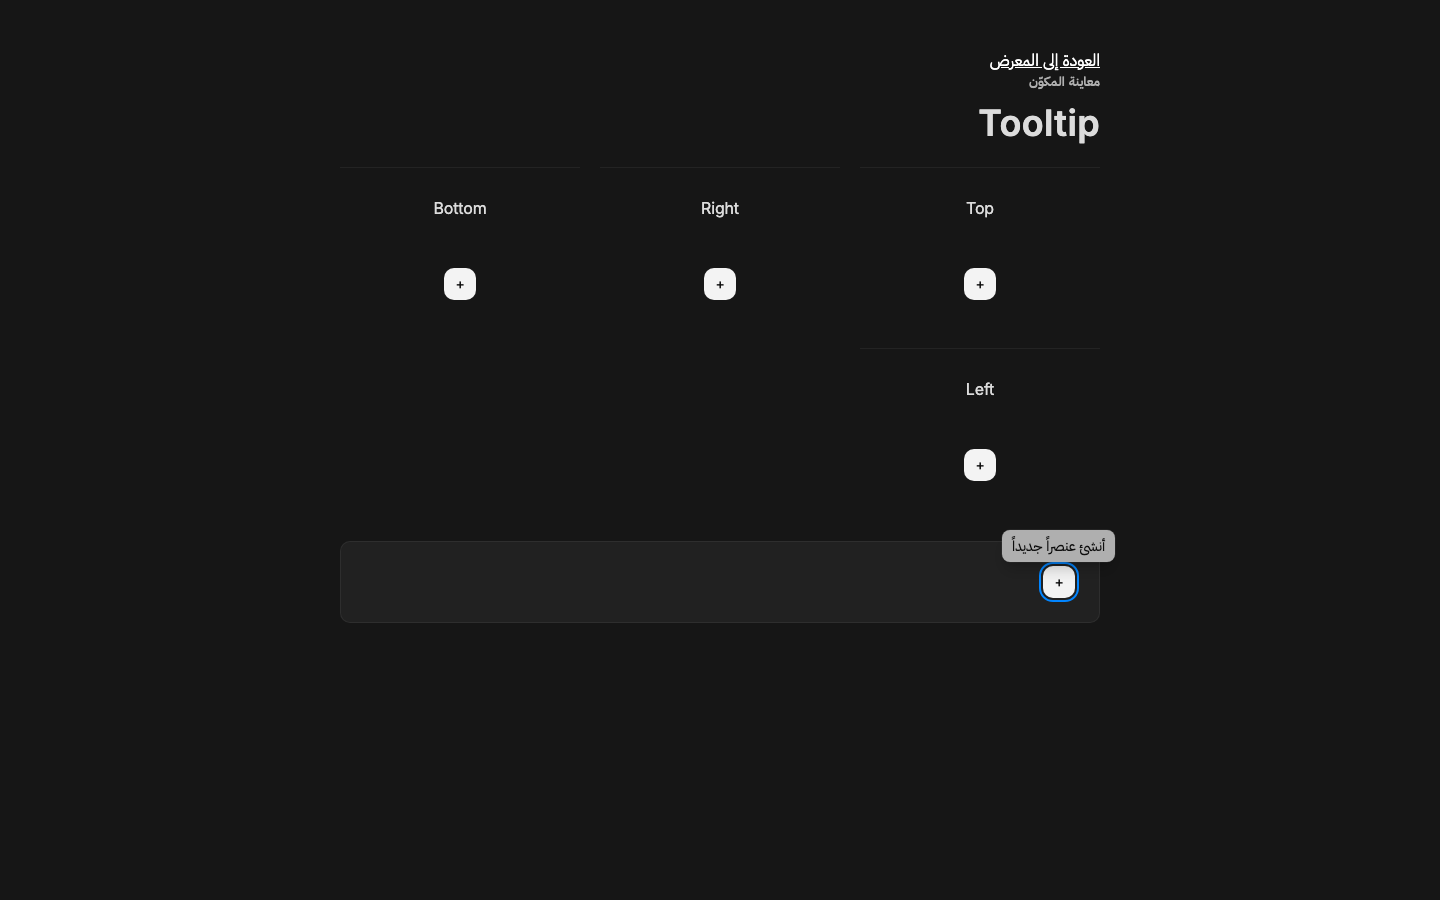 العودة إلى المعرض
معاينة المكوّن
Tooltip
Top
Right
Bottom
+
+
+
Left
+
أنشئ عنصراً جديداً
+